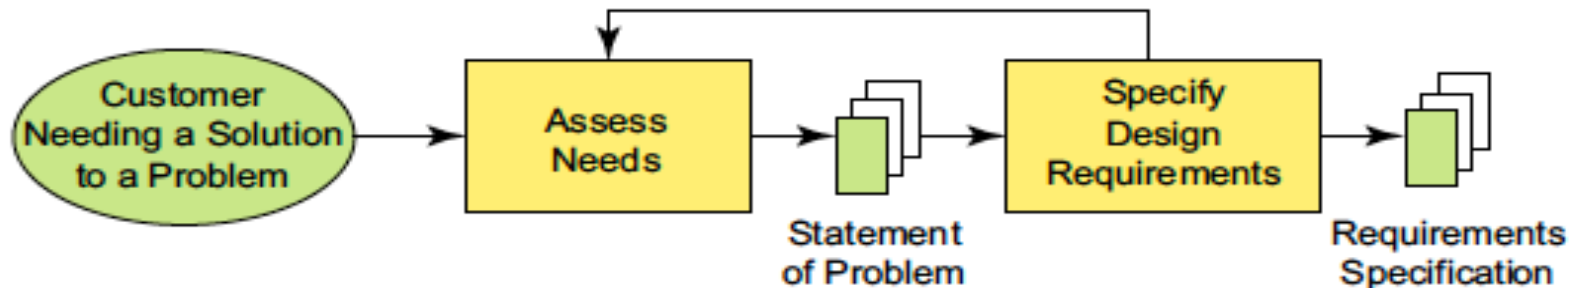 Customer
Needing a Solution
to a Problem
Assess
Needs
Statement
of Problem
Specify
Design
Requirements
Requirements
Specification